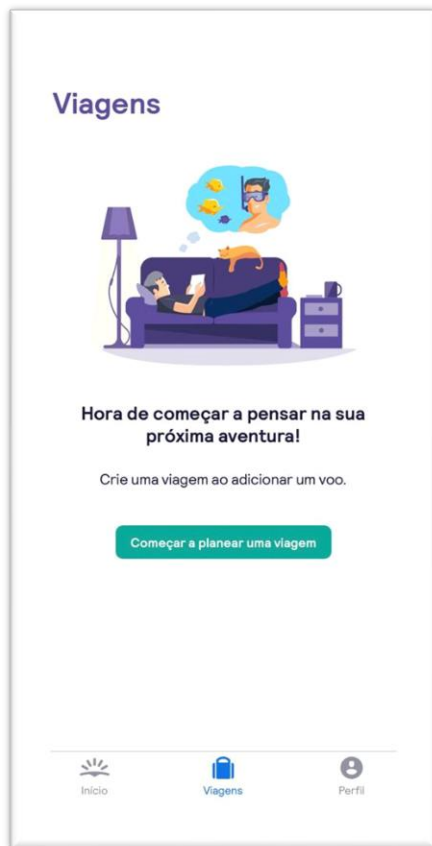 Viagens
Hora de começar a pensar na sua
próxima aventura!
Crie uma viagem ao adicionar um voo.
Começar a planear uma viagem
Início
Viagens
Perfil